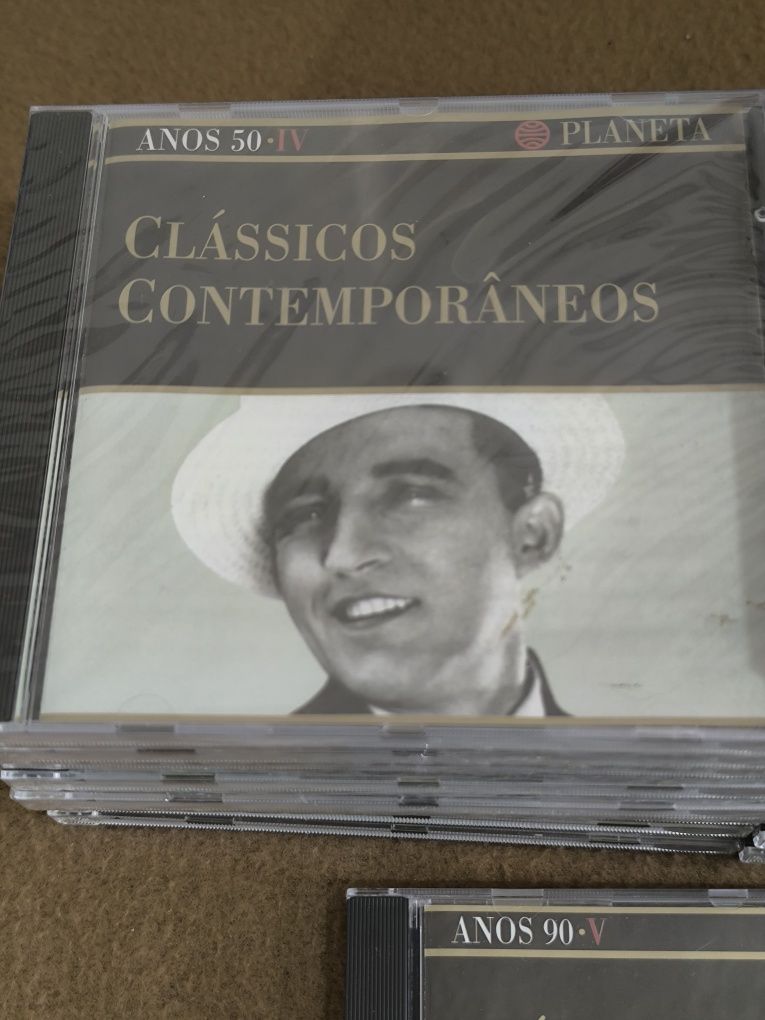 ANOS 50·IV PLANETA
CLÁSSICOS
CONTEMPORÂNEOS
ANOS 90·V